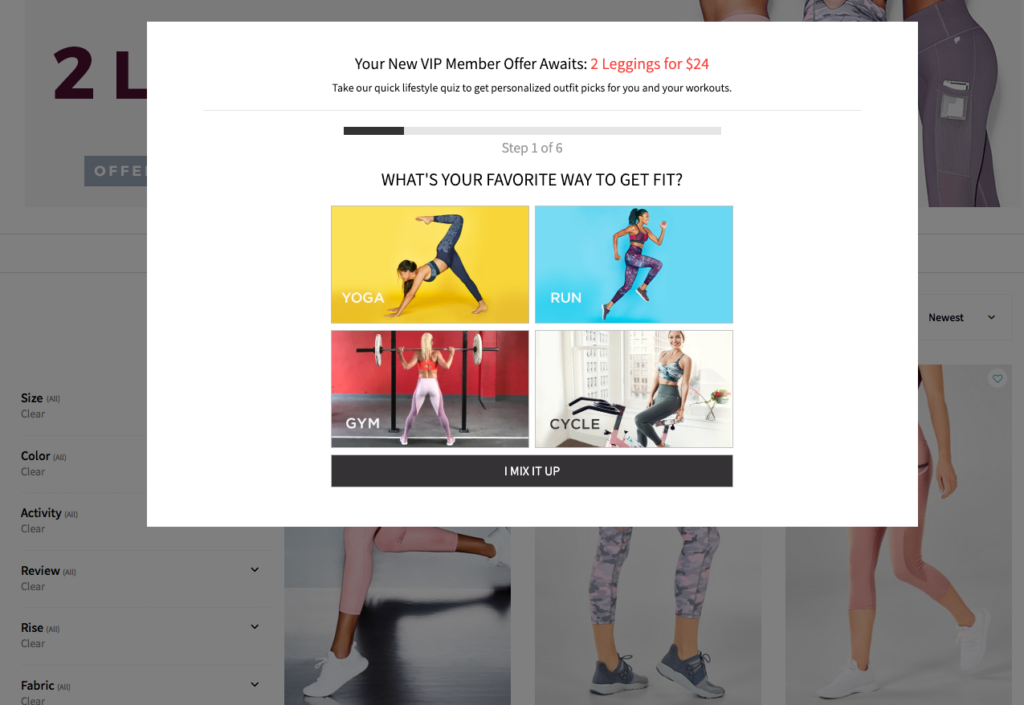 2 L
OFFE
Your New VIP Member Offer Awaits: 2 Leggings for $24
Take our quick lifestyle quiz to get personalized outfit picks for you and your workouts.
Step 1 of 6
WHAT'S YOUR FAVORITE WAY TO GET FIT?
YOGA
RUN
GYM
CYCLE
I MIX IT UP
Newest
Size (All)
Clear
Color (All)
Clear
Activity (All)
Clear
Review (All)
Clear
Rise (All)
Clear
Fabric (All)
Clear